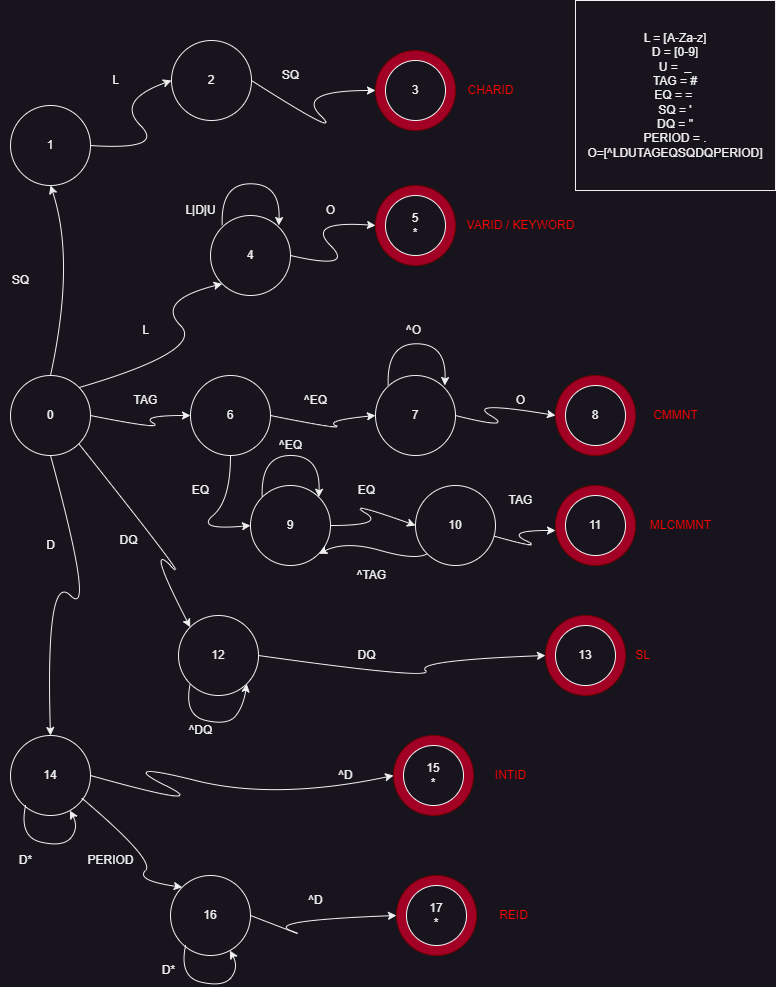 L = [A-Za-z]
D = [0-9]
U = _
TAG = #
EQ = =
SQ = '
DQ = "
PERIOD = .
O=[^LDUTAGEQSQDQPERIOD]
L
2
SQ
3
CHARID
1
L|D|U
4
O
5
*
VARID / KEYWORD
SQ
L
0
TAG
6
^EQ
^O
7
O
8
CMMNT
EQ
^EQ
9
EQ
10
^TAG
TAG
11
MLCMMNT
D
DQ
12
^DQ
DQ
13
SL
14
D*
^D
15
*
INTID
PERIOD
16
D*
^D
17
*
REID